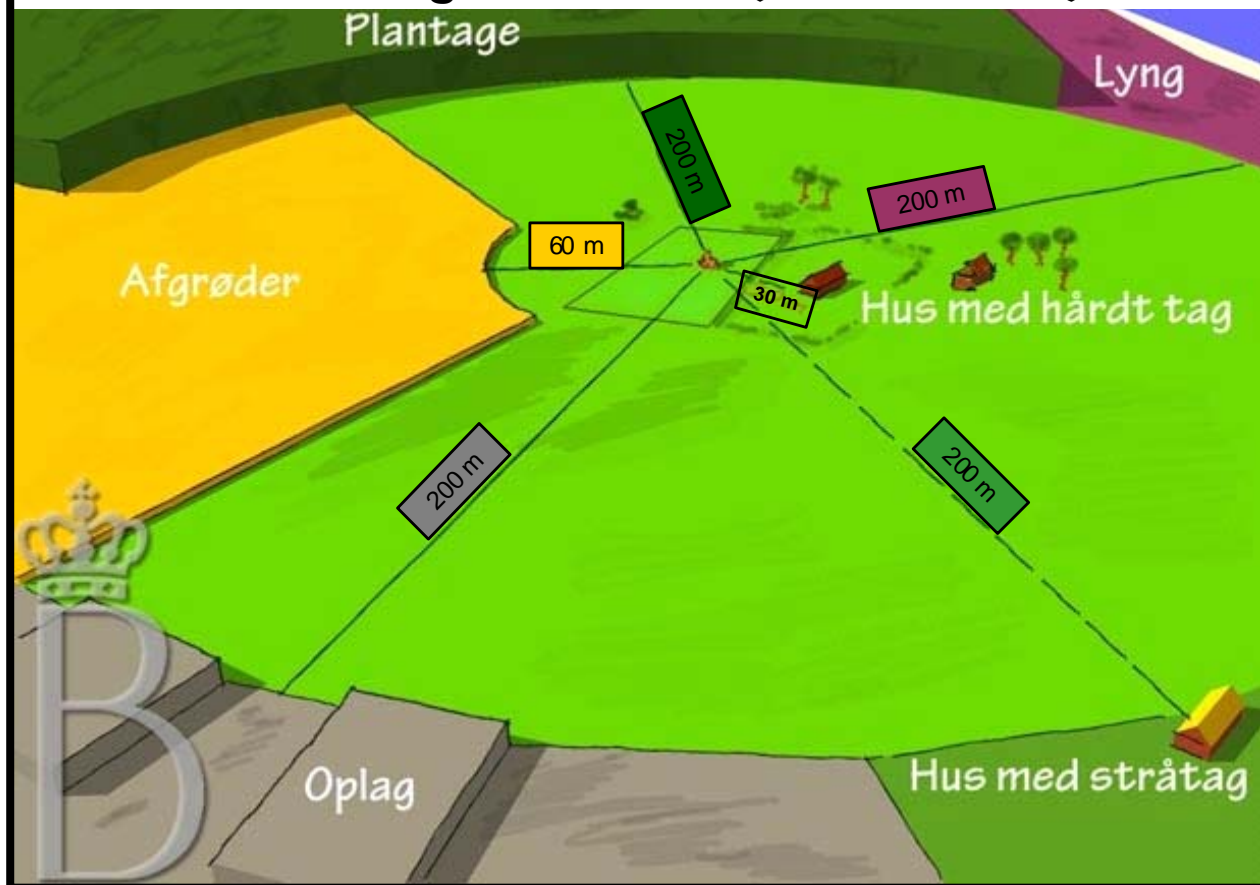 Plantage
Lyng
200 m
200 m
60 m
Afgrøder
30 m
Hus med hårdt tag
200 m
200 m
Hus med stråtag
Oplag
B